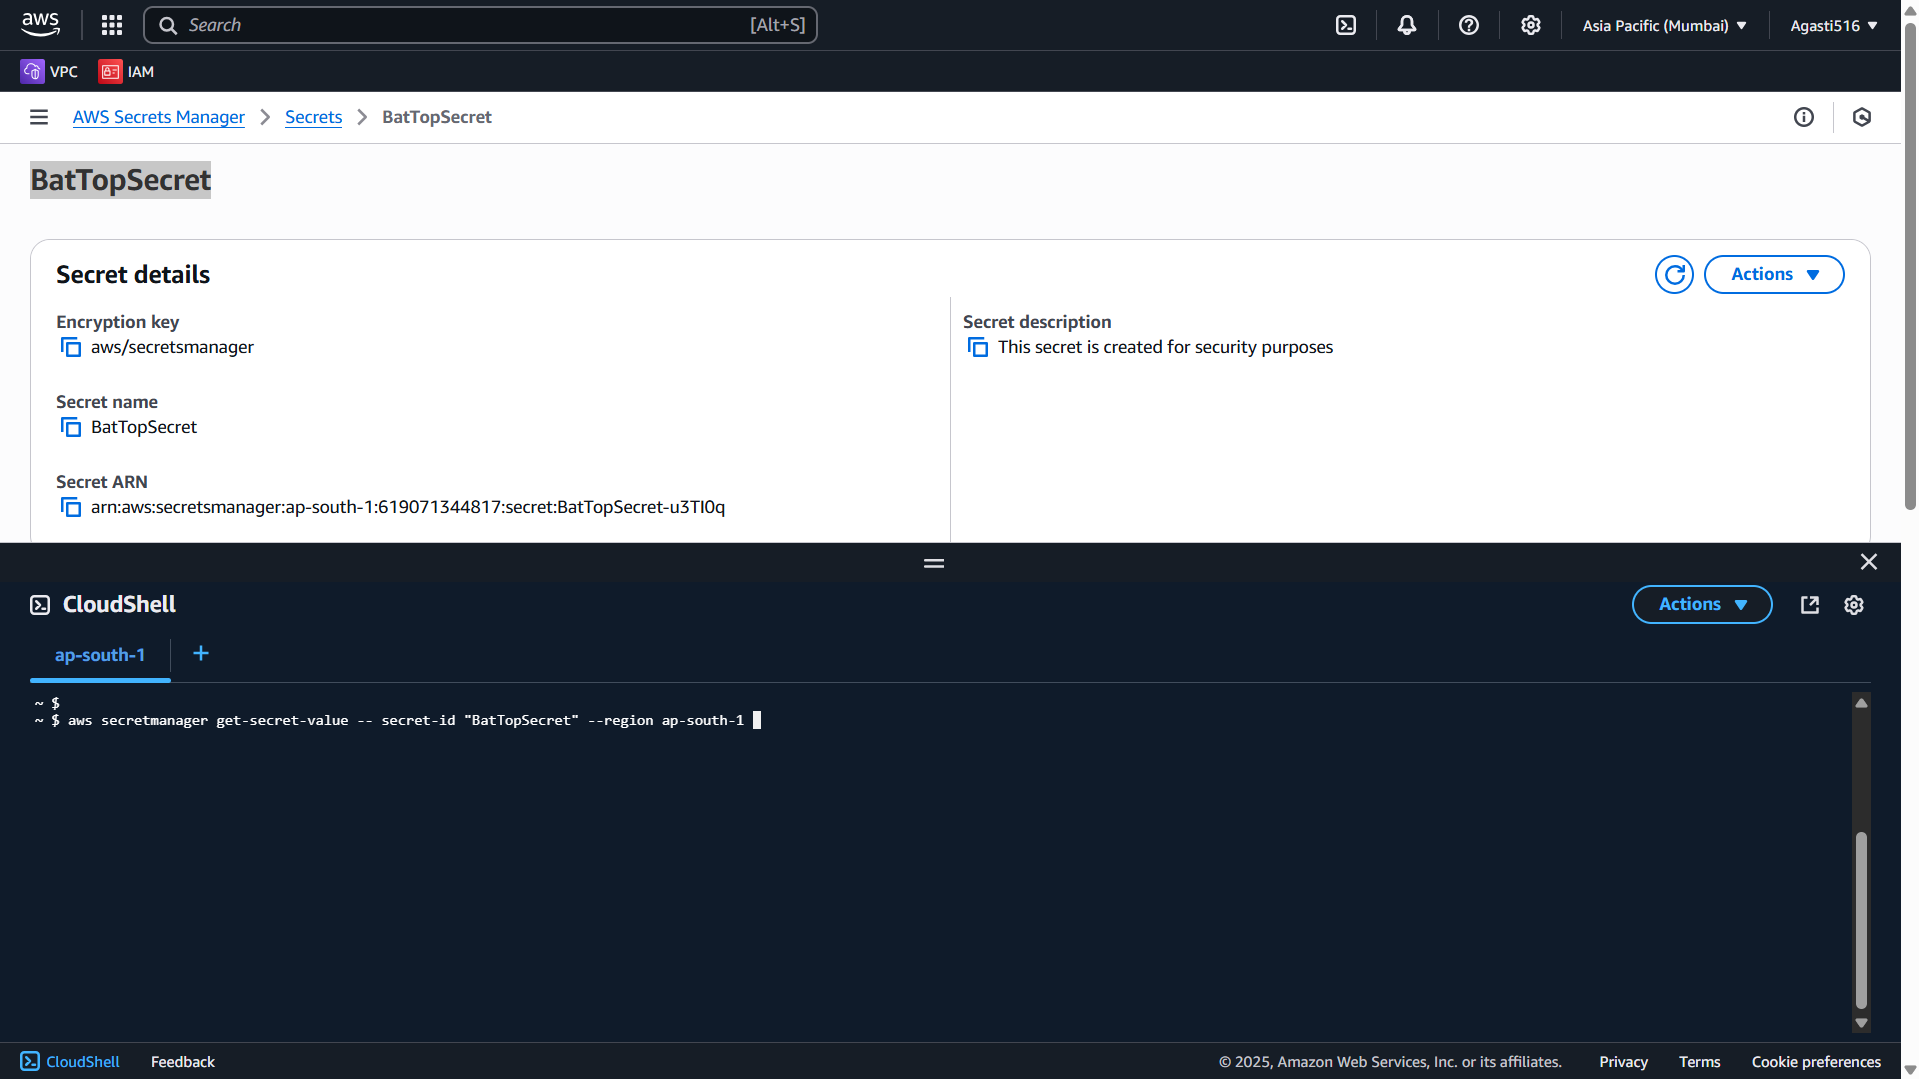 aws
Search
[Alt+S]
Asia Pacific (Mumbai)
Agasti516
VPC
IAM
AWS Secrets Manager
Secrets
BatTopSecret
BatTopSecret
Secret details
Actions
Encryption key
aws/secretsmanager
Secret description
This secret is created for security purposes
Secret name
BatTopSecret
Secret ARN
arn:aws:secretsmanager:ap-south-1:619071344817:secret:BatTopSecret-u3TI0q
CloudShell
Actions
ap-south-1
~ $
~ $ aws secretmanager get-secret-value -- secret-id "BatTopSecret" --region ap-south-1
CloudShell
Feedback
© 2025, Amazon Web Services, Inc. or its affiliates.
Privacy
Terms
Cookie preferences